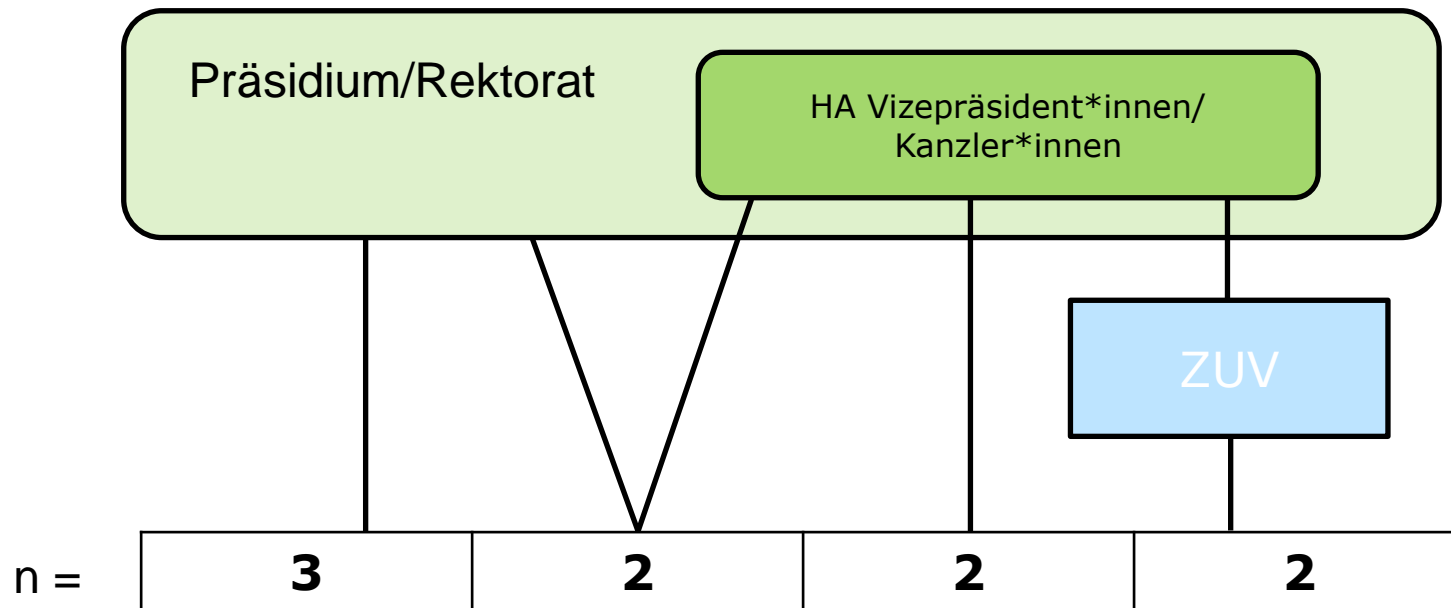 Präsidium/Rektorat
HA Vizepräsident*innen/
Kanzler*innen
ZUV
n = 3 2 2 2